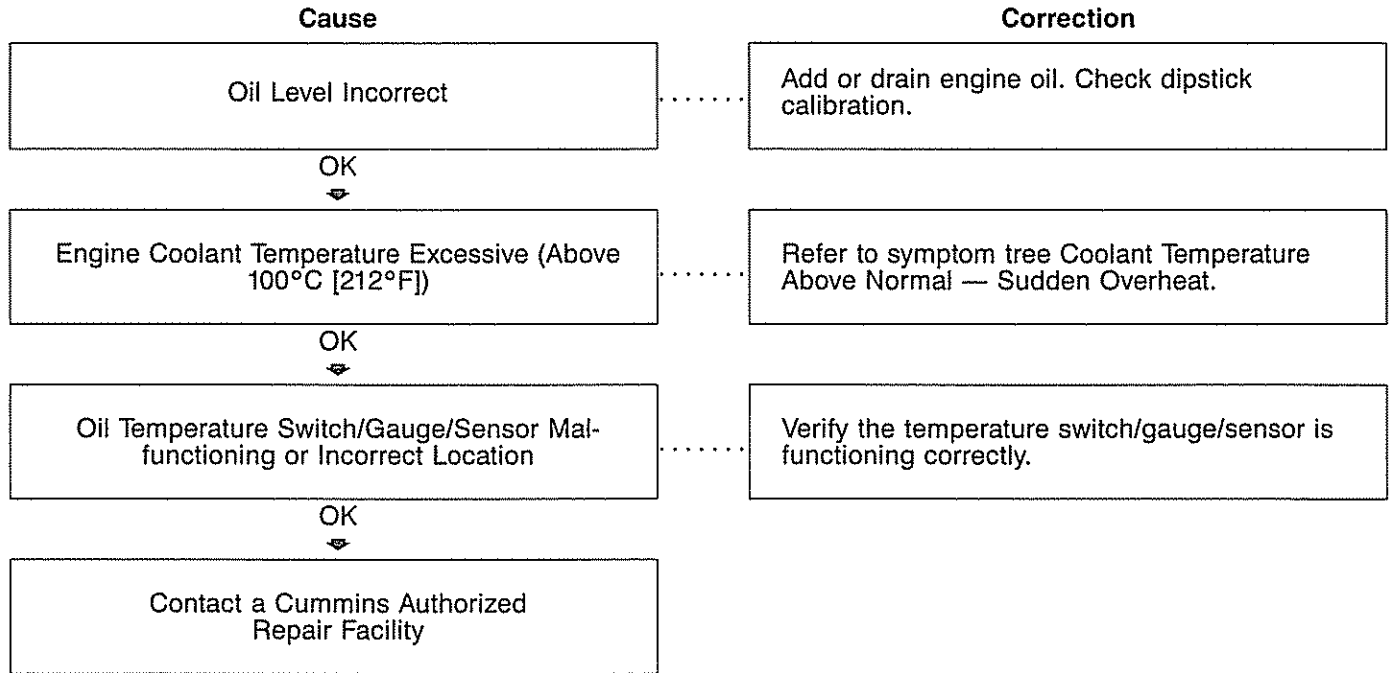 Cause
Correction
Oil Level Incorrect
Add or drain engine oil. Check dipstick
calibration.
OK
Engine Coolant Temperature Excessive (Above
100°C [212°F])
Refer to symptom tree Coolant Temperature
Above Normal — Sudden Overheat.
OK
Oil Temperature Switch/Gauge/Sensor Mal-
functioning or Incorrect Location
Verify the temperature switch/gauge/sensor is
functioning correctly.
OK
Contact a Cummins Authorized
Repair Facility